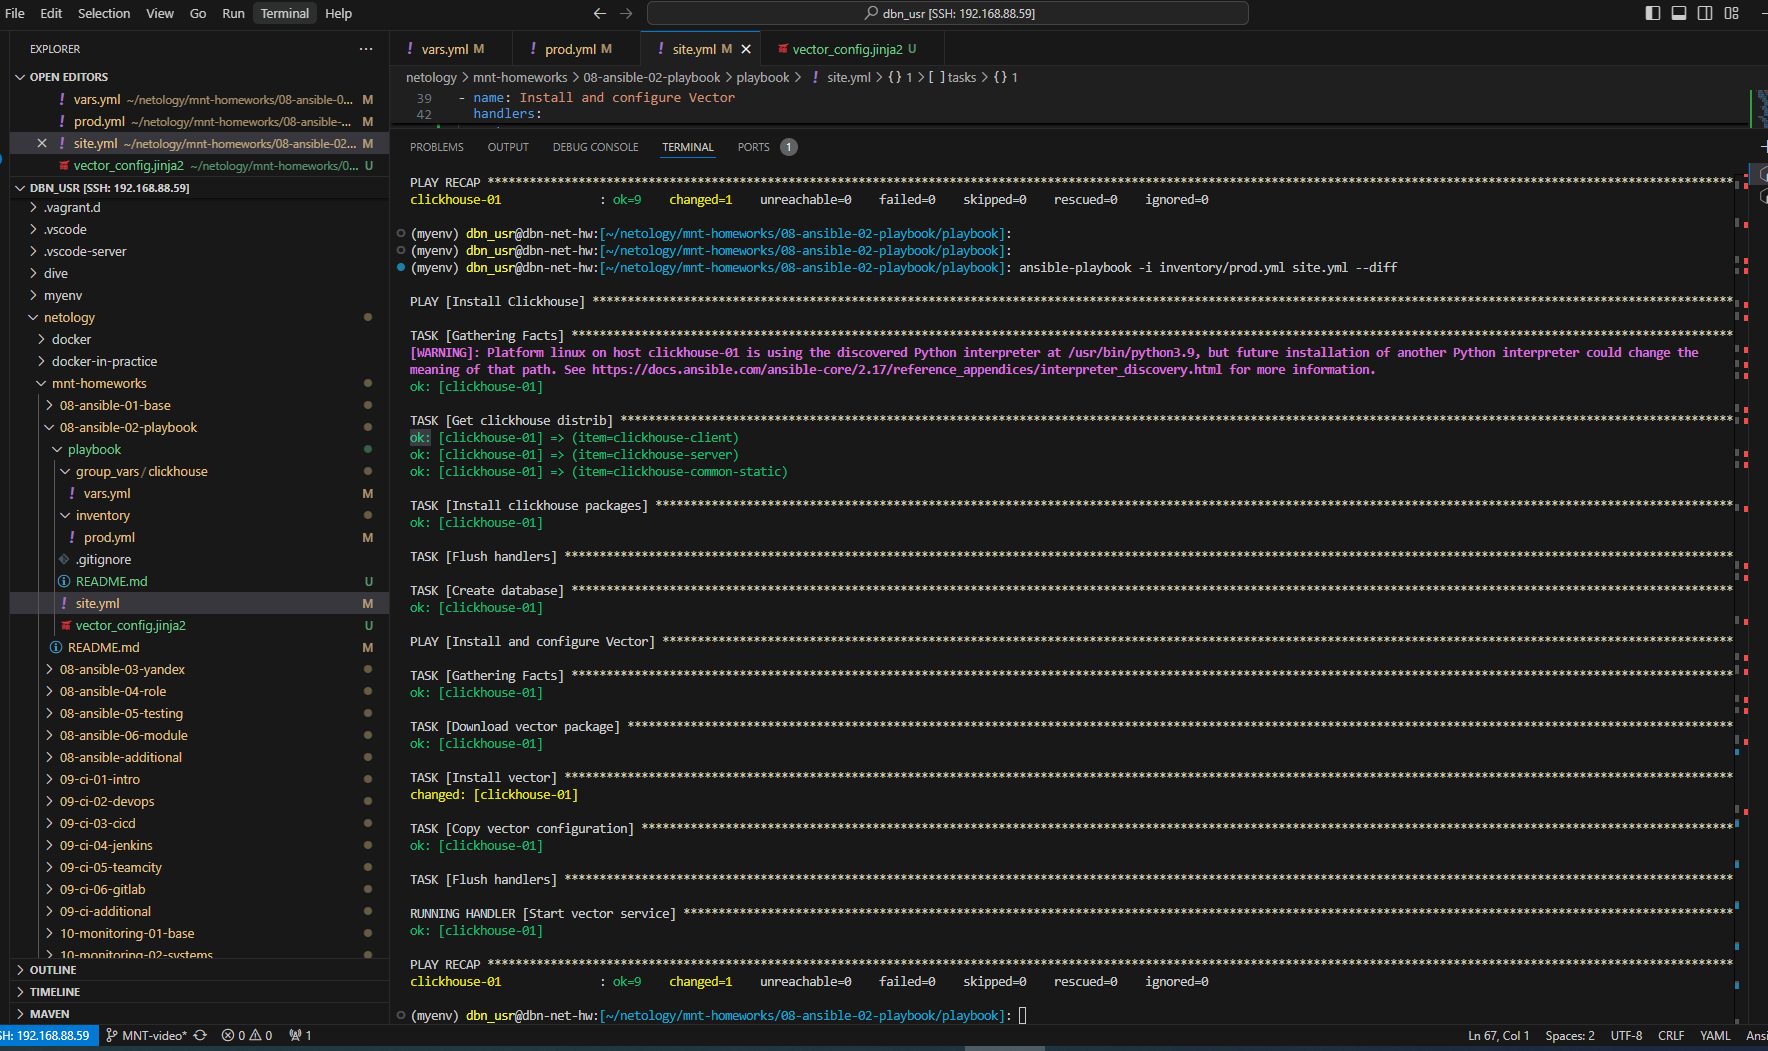 File Edit Selection View Go Run Terminal Help
dbn_usr [SSH: 192.168.88.59]
EXPLORER
OPEN EDITORS
! vars.yml ~/netology/mnt-homeworks/08-ansible-0... M
! prod.yml ~/netology/mnt-homeworks/08-ansible-... M
! site.yml ~/netology/mnt-homeworks/08-ansible-02... M
vector_config.jinja2 ~/netology/mnt-homeworks/0... U
DBN_USR [SSH: 192.168.88.59]
.vagrant.d
.vscode
.vscode-server
dive
myenv
netology
docker
docker-in-practice
mnt-homeworks
08-ansible-01-base
08-ansible-02-playbook
playbook
group_vars / clickhouse
! vars.yml M
inventory
! prod.yml M
.gitignore
README.md U
! site.yml M
vector_config.jinja2 U
README.md M
08-ansible-03-yandex
08-ansible-04-role
08-ansible-05-testing
08-ansible-06-module
08-ansible-additional
09-ci-01-intro
09-ci-02-devops
09-ci-03-cicd
09-ci-04-jenkins
09-ci-05-teamcity
09-ci-06-gitlab
09-ci-additional
10-monitoring-01-base
10-monitoring-02-systems
OUTLINE
TIMELINE
MAVEN
! vars.yml M ! prod.yml M ! site.yml M vector_config.jinja2 U
netology > mnt-homeworks > 08-ansible-02-playbook > playbook > ! site.yml > {} 1 > [ ] tasks > {} 1
39 - name: Install and configure Vector
42 handlers:
PROBLEMS OUTPUT DEBUG CONSOLE TERMINAL PORTS 1
PLAY RECAP ****
clickhouse-01 : ok=9 changed=1 unreachable=0 failed=0 skipped=0 rescued=0 ignored=0
(myenv) dbn_usr@dbn-net-hw:[~/netology/mnt-homeworks/08-ansible-02-playbook/playbook]:
(myenv) dbn_usr@dbn-net-hw:[~/netology/mnt-homeworks/08-ansible-02-playbook/playbook]:
(myenv) dbn_usr@dbn-net-hw:[~/netology/mnt-homeworks/08-ansible-02-playbook/playbook]: ansible-playbook -i inventory/prod.yml site.yml --diff
PLAY [Install Clickhouse] ****
TASK [Gathering Facts] ****
[WARNING]: Platform linux on host clickhouse-01 is using the discovered Python interpreter at /usr/bin/python3.9, but future installation of another Python interpreter could change the
meaning of that path. See https://docs.ansible.com/ansible-core/2.17/reference_appendices/interpreter_discovery.html for more information.
ok: [clickhouse-01]
TASK [Get clickhouse distrib] ****
ok: [clickhouse-01] => (item=clickhouse-client)
ok: [clickhouse-01] => (item=clickhouse-server)
ok: [clickhouse-01] => (item=clickhouse-common-static)
TASK [Install clickhouse packages] ****
ok: [clickhouse-01]
TASK [Flush handlers] ****
TASK [Create database] ****
ok: [clickhouse-01]
PLAY [Install and configure Vector] ****
TASK [Gathering Facts] ****
ok: [clickhouse-01]
TASK [Download vector package] ****
ok: [clickhouse-01]
TASK [Install vector] ****
changed: [clickhouse-01]
TASK [Copy vector configuration] ****
ok: [clickhouse-01]
TASK [Flush handlers] ****
RUNNING HANDLER [Start vector service] ****
ok: [clickhouse-01]
PLAY RECAP ****
clickhouse-01 : ok=9 changed=1 unreachable=0 failed=0 skipped=0 rescued=0 ignored=0
(myenv) dbn_usr@dbn-net-hw:[~/netology/mnt-homeworks/08-ansible-02-playbook/playbook]:
SH: 192.168.88.59 MNT-video* 0 0 1 Ln 67, Col 1 Spaces: 2 UTF-8 CRLF YAML Ansi